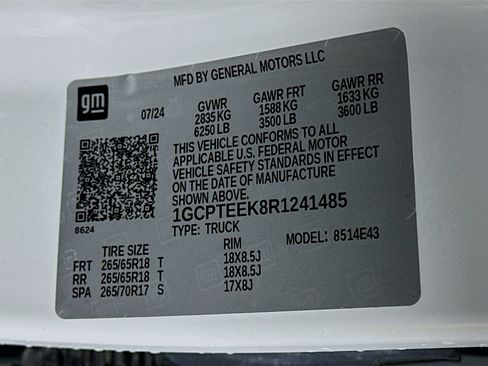 MFD BY GENERAL MOTORS LLC
gm
07/24
GVWR GAWR FRT GAWR RR
2835 KG 1588 KG 1633 KG
6250 LB 3500 LB 3600 LB
THIS VEHICLE CONFORMS TO ALL
APPLICABLE U.S. FEDERAL MOTOR
VEHICLE SAFETY STANDARDS IN EFFECT
ON THE DATE OF MANUFACTURE
SHOWN ABOVE.
1GCPTEEK8R1241485
8624
TYPE: TRUCK MODEL: 8514E43
TIRE SIZE RIM
FRT 265/65R18 T 18X8.5J
RR 265/65R18 T 18X8.5J
SPA 265/70R17 S 17X8J